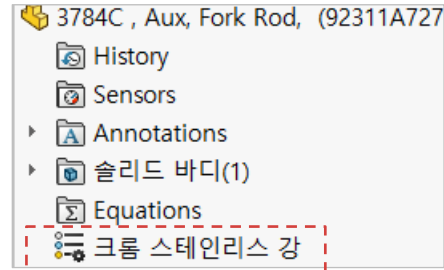 3784C , Aux, Fork Rod, (92311A727
History
Sensors
Annotations
솔리드 바디(1)
Equations
크롬 스테인리스 강